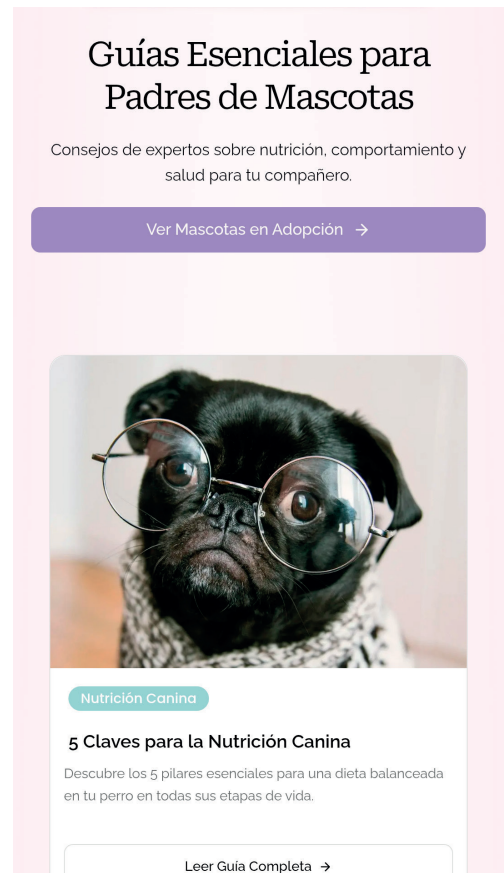 Guías Esenciales para
Padres de Mascotas
Consejos de expertos sobre nutrición, comportamiento y
salud para tu compañero.
Ver Mascotas en Adopción →
Nutrición Canina
5 Claves para la Nutrición Canina
Descubre los 5 pilares esenciales para una dieta balanceada
en tu perro en todas sus etapas de vida.
Leer Guía Completa →